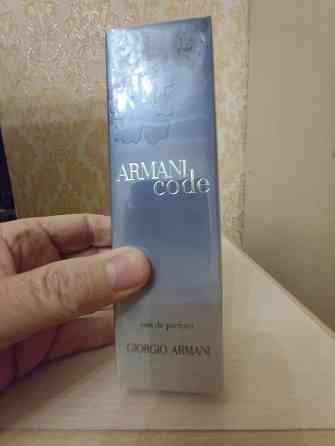 ARMANI
code
eau de parfum
GIORGIO ARMANI